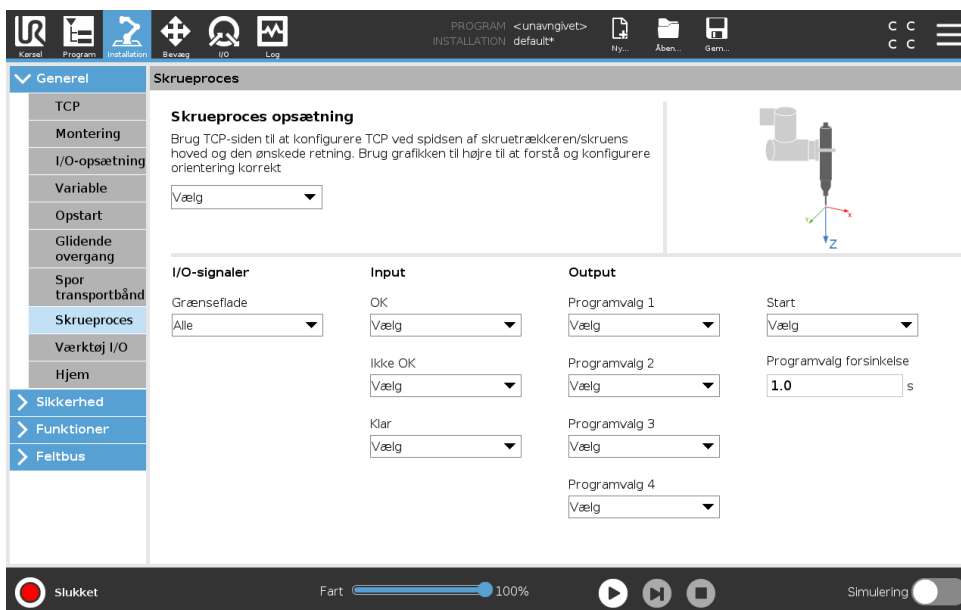 UR
PROGRAM <unavngivet>
INSTALLATION default*
C C
C C
Kørsel Program Installation Bevæg I/O Log Ny... Åben... Gem...
Generel
TCP
Montering
I/O-opsætning
Variable
Opstart
Glidende
overgang
Spor
transportbånd
Skrueproces
Værktøj I/O
Hjem
Sikkerhed
Funktioner
Feltbus
Skrueproces
Skrueproces opsætning
Brug TCP-siden til at konfigurere TCP ved spidsen af skruetrækkeren/skruens
hoved og den ønskede retning. Brug grafikken til højre til at forstå og konfigurere
orientering korrekt
Vælg
Y
X
Z
I/O-signaler
Grænseflade
Alle
Input
OK
Vælg
Ikke OK
Vælg
Klar
Vælg
Output
Programvalg 1
Vælg
Programvalg 2
Vælg
Programvalg 3
Vælg
Programvalg 4
Vælg
Start
Vælg
Programvalg forsinkelse
1.0 s
Slukket
Fart 100%
Simulering